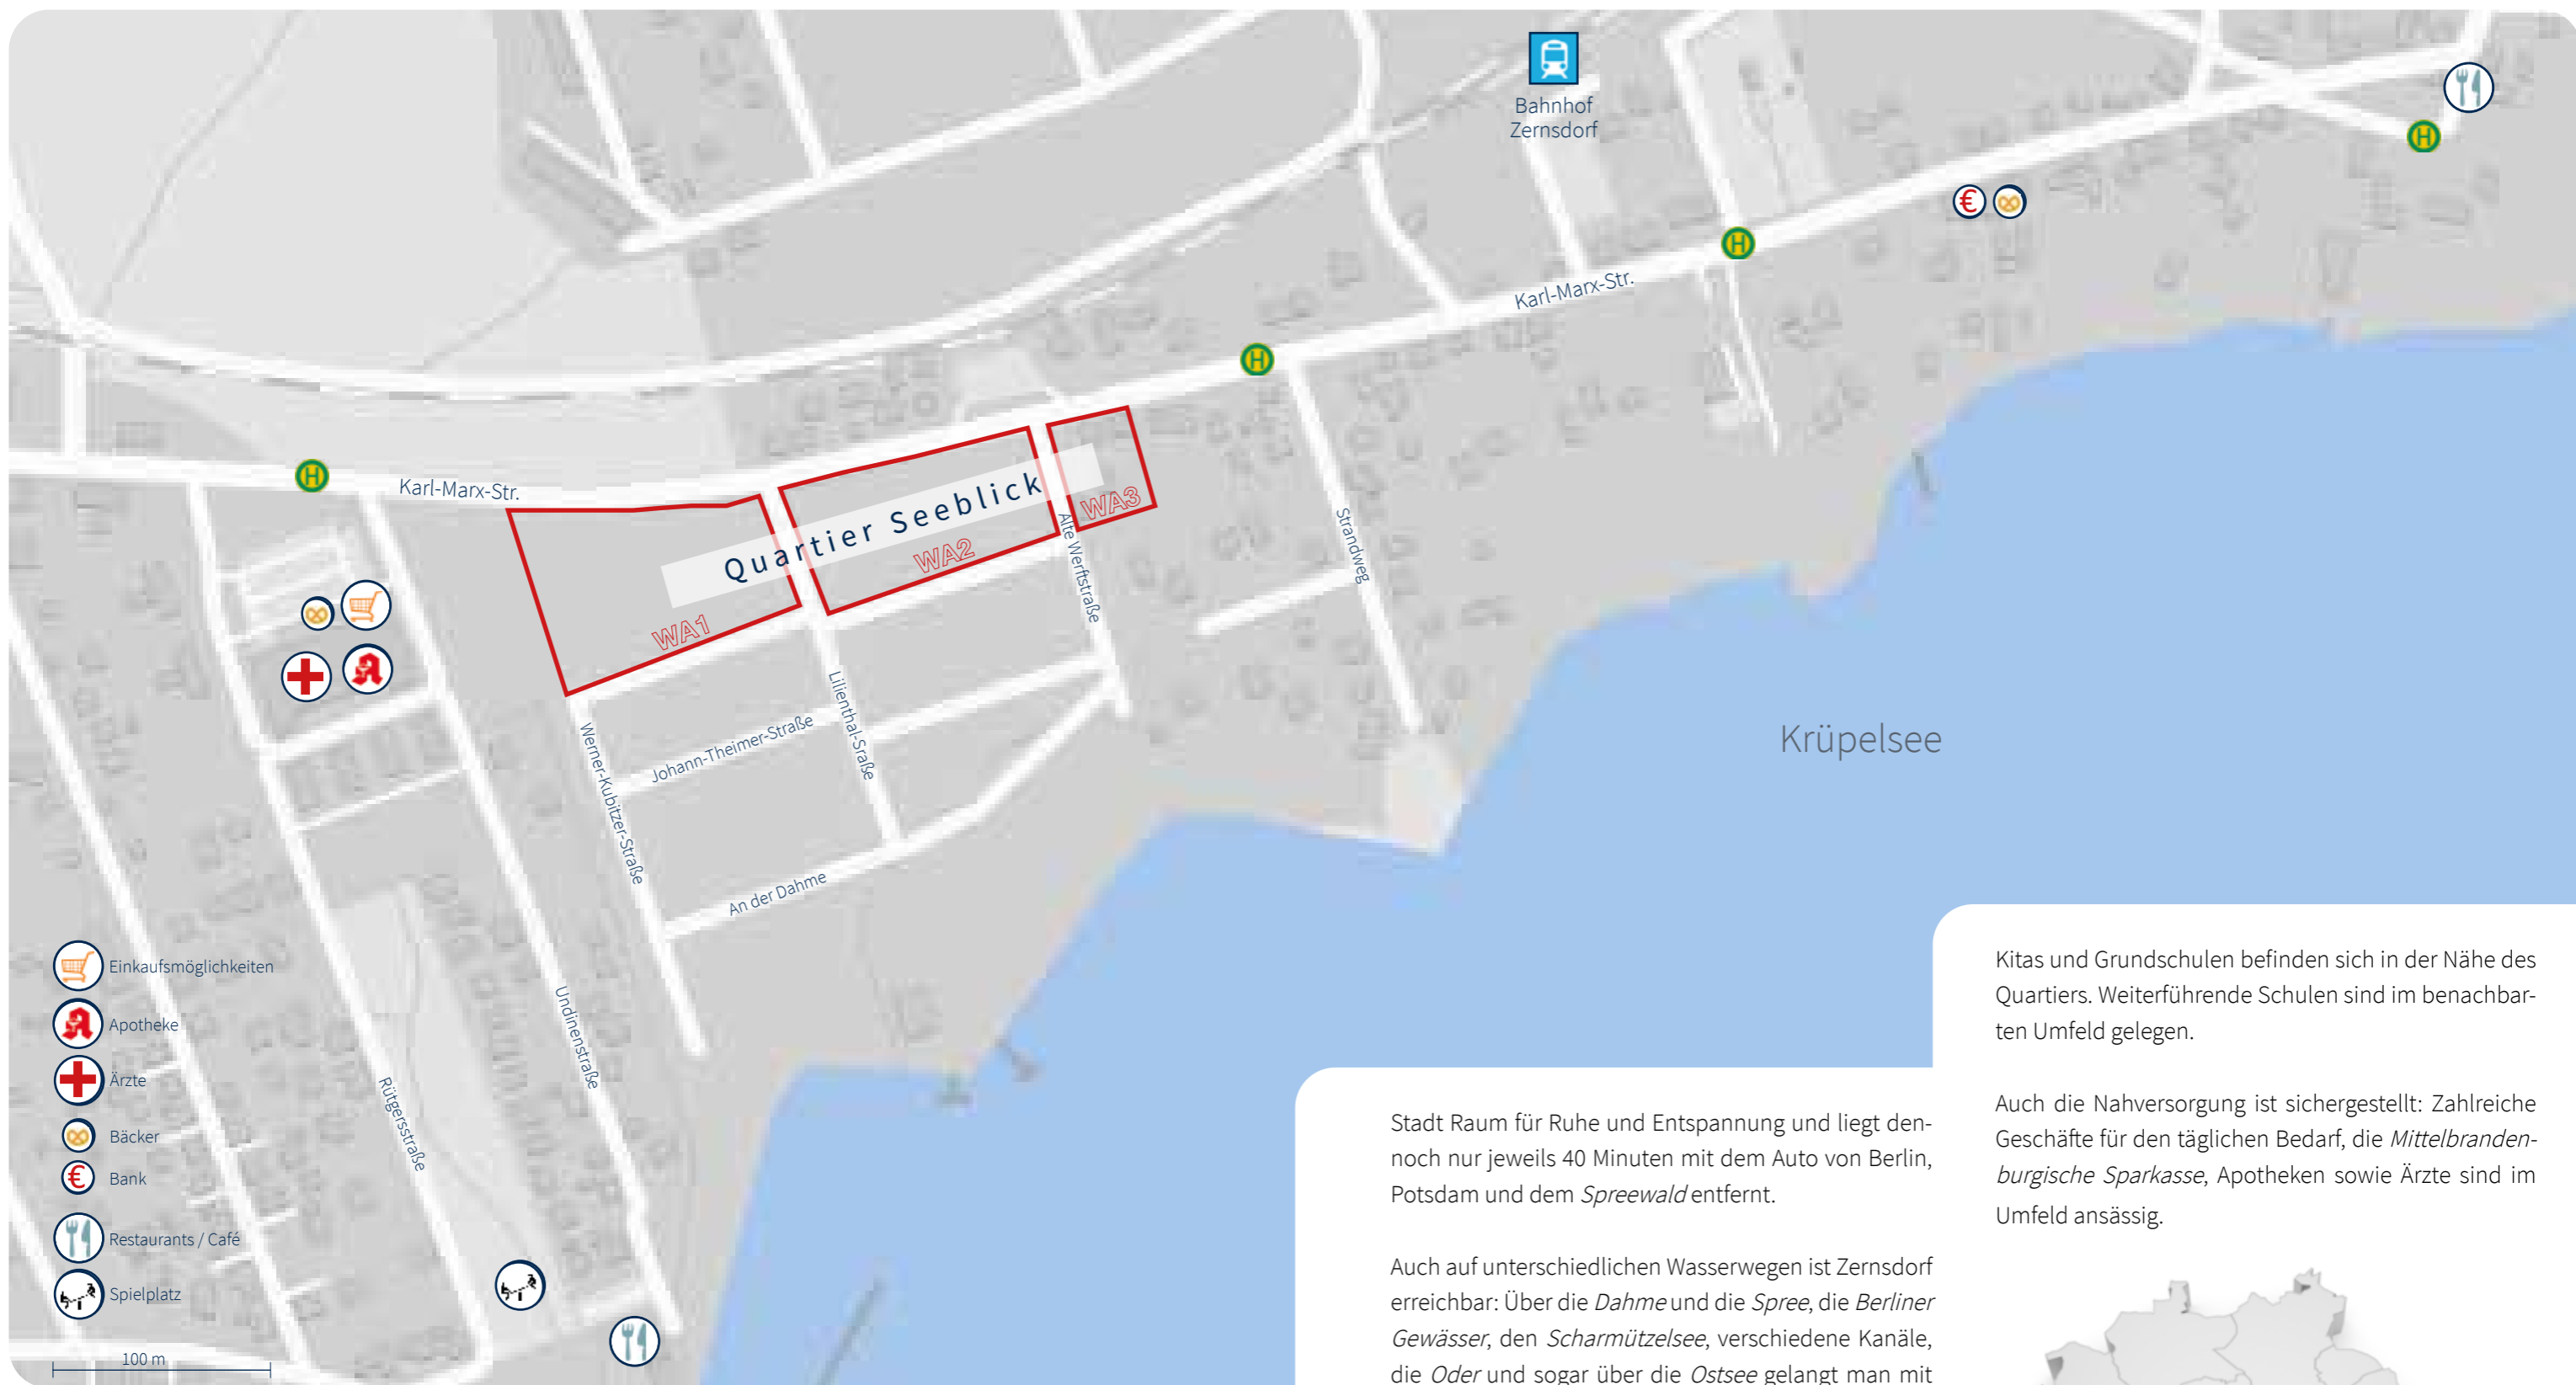 Bahnhof
Zernsdorf
H
€
H
Karl-Marx-Str.
H
H
Karl-Marx-Str.
Quartier Seeblick
WA1
WA2
WA3
Alte Werftstraße
Strandweg
Lilienthal-Sraße
Johann-Theimer-Straße
Werner-Kubitzer-Straße
An der Dahme
Undinenstraße
Rütgersstraße
Krüpelsee
Einkaufsmöglichkeiten
Apotheke
Ärzte
Bäcker
€ Bank
Restaurants / Café
Spielplatz
100 m
Stadt Raum für Ruhe und Entspannung und liegt den-
noch nur jeweils 40 Minuten mit dem Auto von Berlin,
Potsdam und dem Spreewald entfernt.
Auch auf unterschiedlichen Wasserwegen ist Zernsdorf
erreichbar: Über die Dahme und die Spree, die Berliner
Gewässer, den Scharmützelsee, verschiedene Kanäle,
die Oder und sogar über die Ostsee gelangt man mit
Kitas und Grundschulen befinden sich in der Nähe des
Quartiers. Weiterführende Schulen sind im benachbar-
ten Umfeld gelegen.
Auch die Nahversorgung ist sichergestellt: Zahlreiche
Geschäfte für den täglichen Bedarf, die Mittelbranden-
burgische Sparkasse, Apotheken sowie Ärzte sind im
Umfeld ansässig.